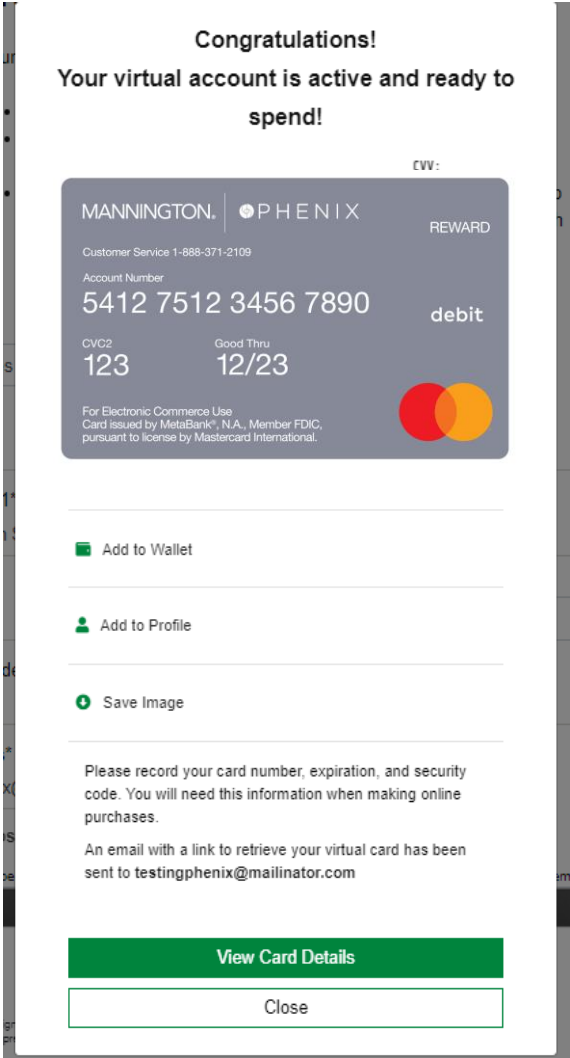 Congratulations!
Your virtual account is active and ready to
spend!
CVV:
MANNINGTON. | PHENIX
REWARD
Customer Service 1-888-371-2109
Account Number
5412 7512 3456 7890
debit
CVC2 Good Thru
123 12/23
For Electronic Commerce Use
Card issued by MetaBank®, N.A., Member FDIC,
pursuant to license by Mastercard International.
Add to Wallet
Add to Profile
Save Image
Please record your card number, expiration, and security
code. You will need this information when making online
purchases.
An email with a link to retrieve your virtual card has been
sent to testingphenix@mailinator.com
View Card Details
Close